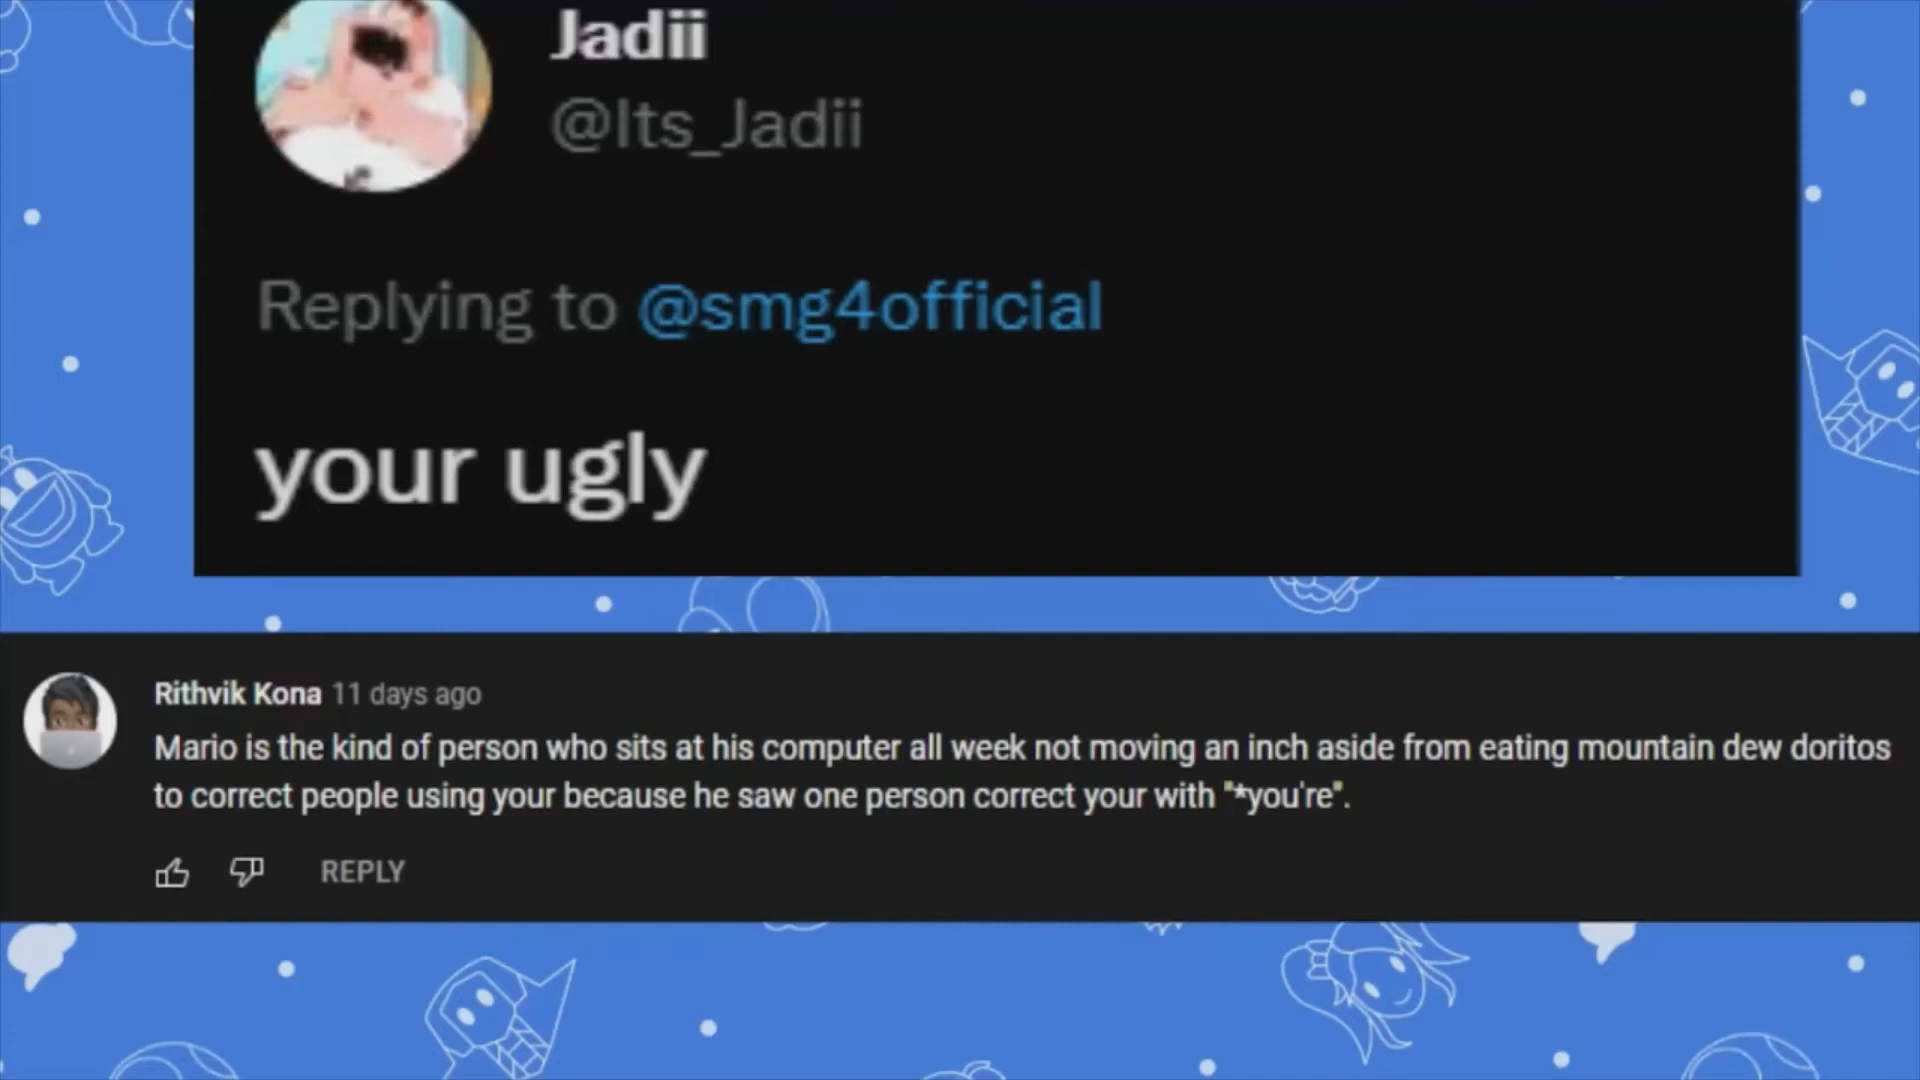 Jadii
@Its_Jadii
Replying to @smg4official
your ugly
Rithvik Kona 11 days ago
Mario is the kind of person who sits at his computer all week not moving an inch aside from eating mountain dew doritos
to correct people using your because he saw one person correct your with "*you're".
REPLY